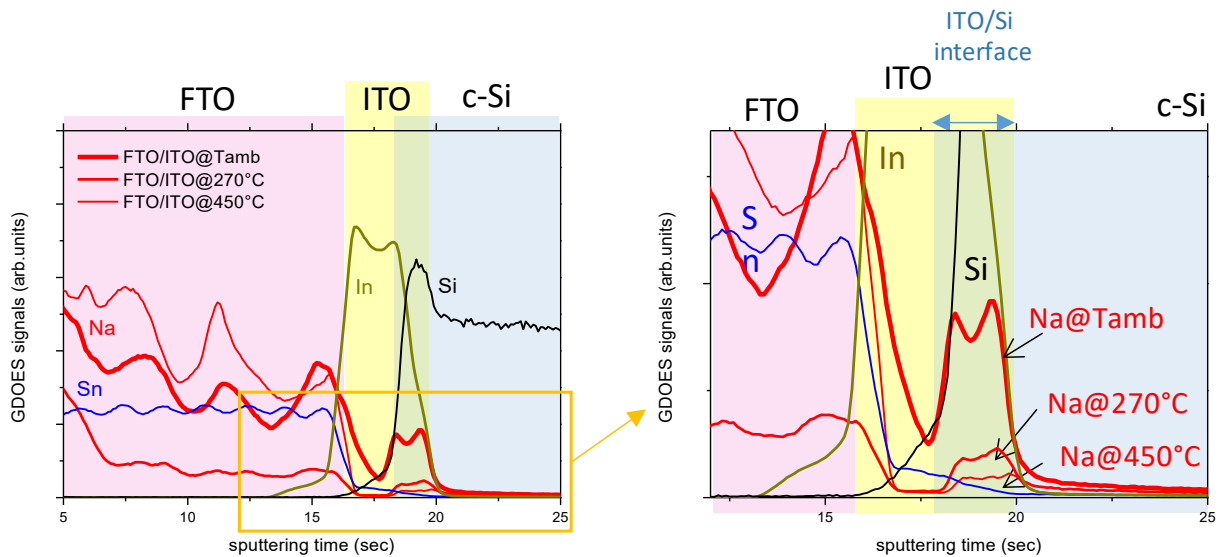 FTO
ITO
c-Si
FTO/ITO@Tamb
FTO/ITO@270°C
FTO/ITO@450°C
In
Si
Na
Sn
GDOES signals (arb.units)
5
10
15
20
25
sputtering time (sec)
ITO/Si
interface
ITO
FTO
c-Si
In
S
n
Si
Na@Tamb
Na@270°C
Na@450°C
GDOES signals (arb.units)
15
20
25
sputtering time (sec)